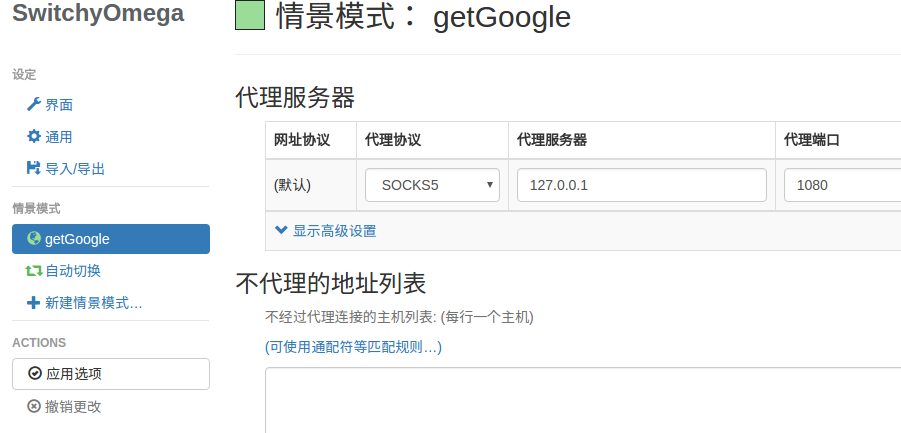 SwitchyOmega
设定
界面
通用
导入/导出
情景模式
getGoogle
自动切换
新建情景模式…
ACTIONS
应用选项
撤销更改
情景模式： getGoogle
代理服务器
网址协议 代理协议 代理服务器 代理端口
(默认) SOCKS5 127.0.0.1 1080
显示高级设置
不代理的地址列表
不经过代理连接的主机列表: (每行一个主机)
(可使用通配符等匹配规则…)